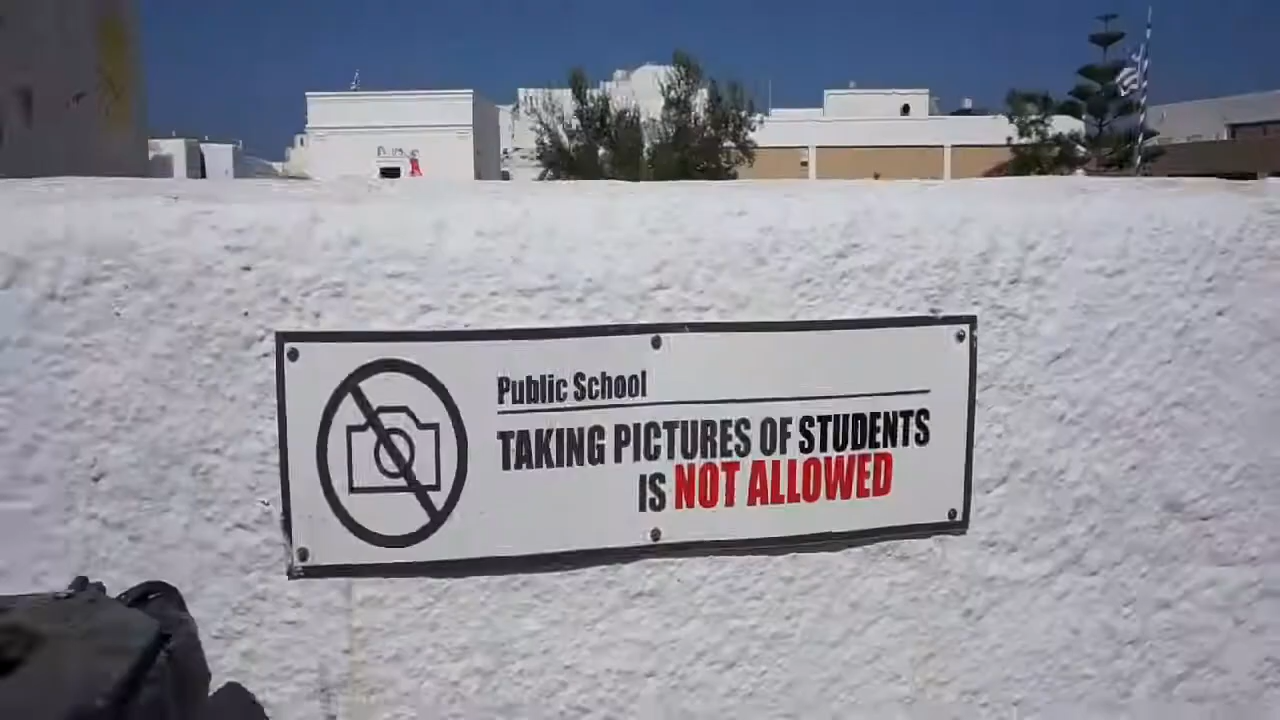 Public School
TAKING PICTURES OF STUDENTS
IS NOT ALLOWED